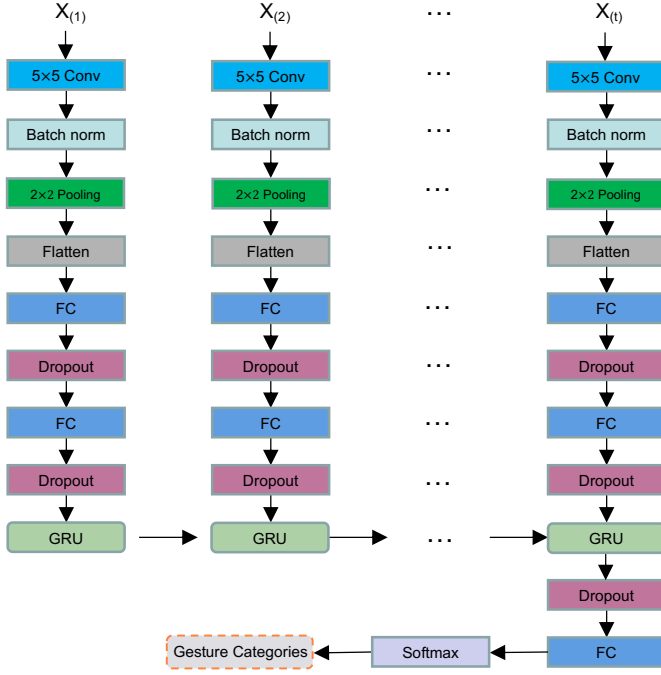 X(1) X(2) ... X(t)
5×5 Conv 5×5 Conv ... 5×5 Conv
Batch norm Batch norm ... Batch norm
2×2 Pooling 2×2 Pooling ... 2×2 Pooling
Flatten Flatten ... Flatten
FC FC ... FC
Dropout Dropout ... Dropout
FC FC ... FC
Dropout Dropout ... Dropout
GRU GRU ... GRU
Dropout
Gesture Categories Softmax FC